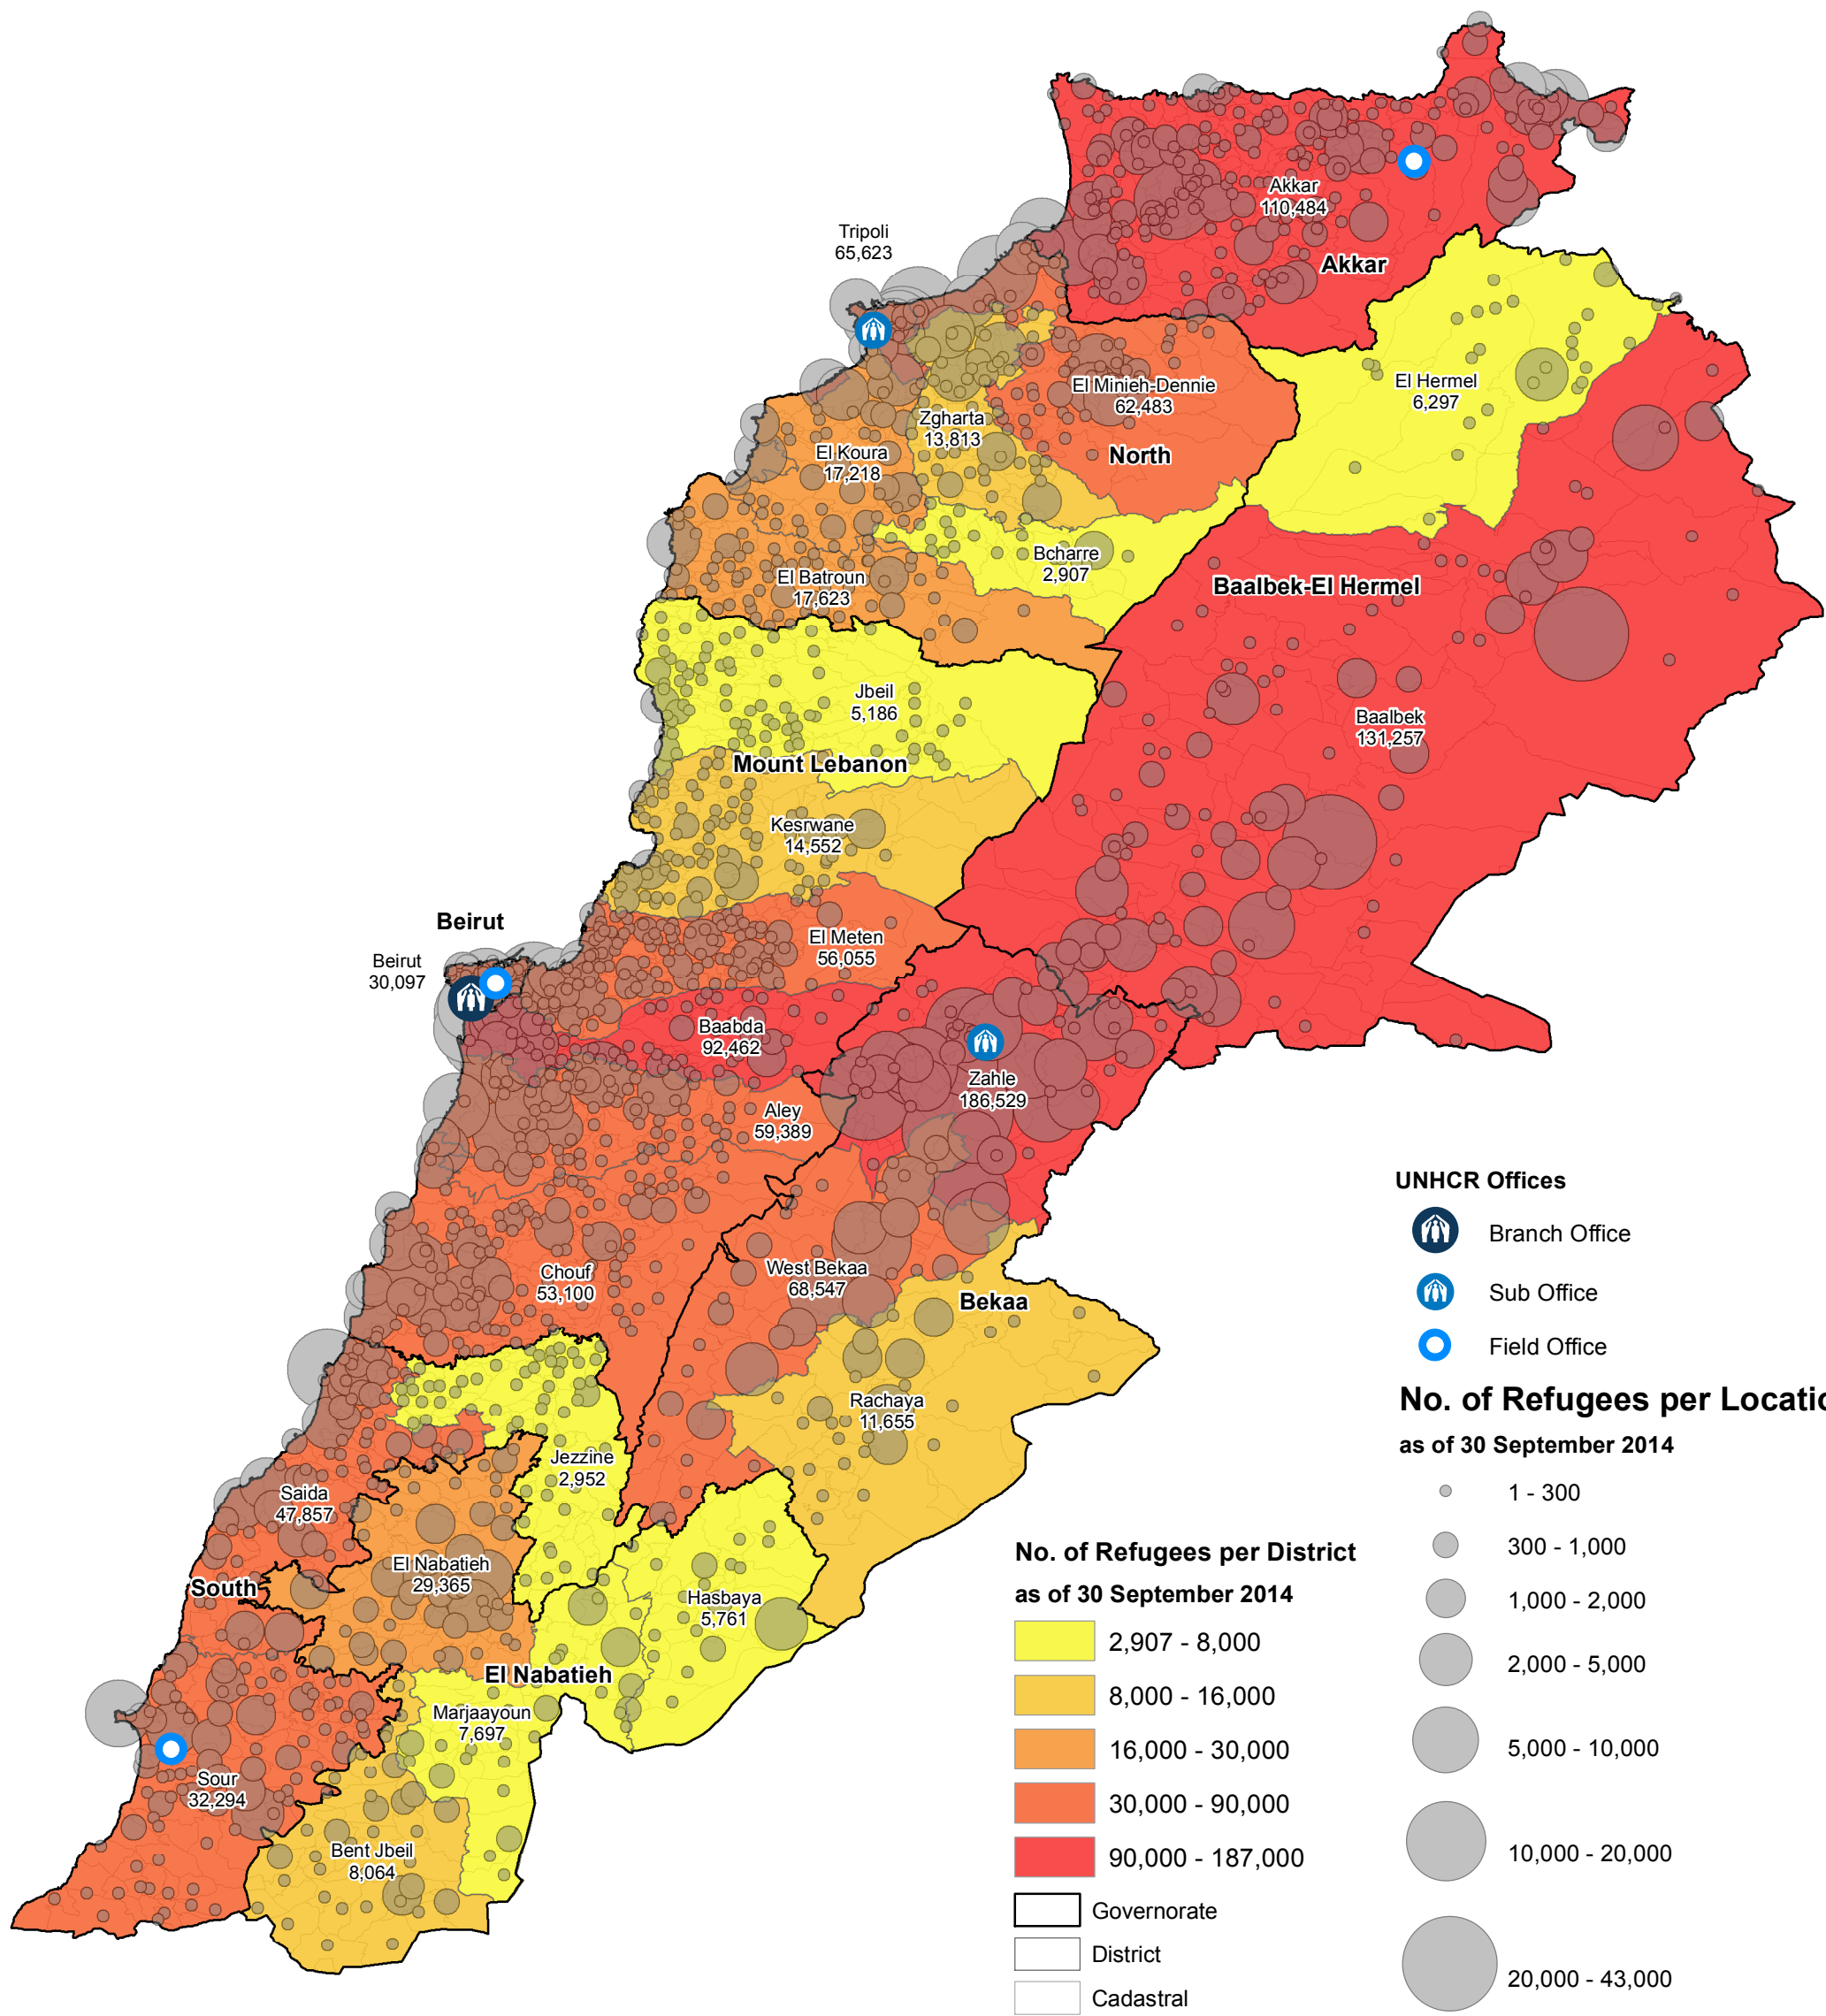 Akkar
110,484
Akkar
Tripoli
65,623
El Hermel
6,297
El Minieh-Dennie
62,483
Zgharta
13,813
North
El Koura
17,218
Bcharre
2,907
El Batroun
17,623
Baalbek-El Hermel
Jbeil
5,186
Baalbek
131,257
Mount Lebanon
Kesrwane
14,552
Beirut
El Meten
56,055
Beirut
30,097
Baabda
92,462
Zahle
186,529
Aley
59,389
West Bekaa
68,547
Chouf
53,100
Bekaa
Rachaya
11,655
Jezzine
2,952
Saida
47,857
El Nabatieh
29,365
South
Hasbaya
5,761
El Nabatieh
Marjaayoun
7,697
Sour
32,294
Bent Jbeil
8,064
UNHCR Offices
Branch Office
Sub Office
Field Office
No. of Refugees per Locatio
as of 30 September 2014
1 - 300
300 - 1,000
1,000 - 2,000
2,000 - 5,000
5,000 - 10,000
10,000 - 20,000
20,000 - 43,000
No. of Refugees per District
as of 30 September 2014
2,907 - 8,000
8,000 - 16,000
16,000 - 30,000
30,000 - 90,000
90,000 - 187,000
Governorate
District
Cadastral